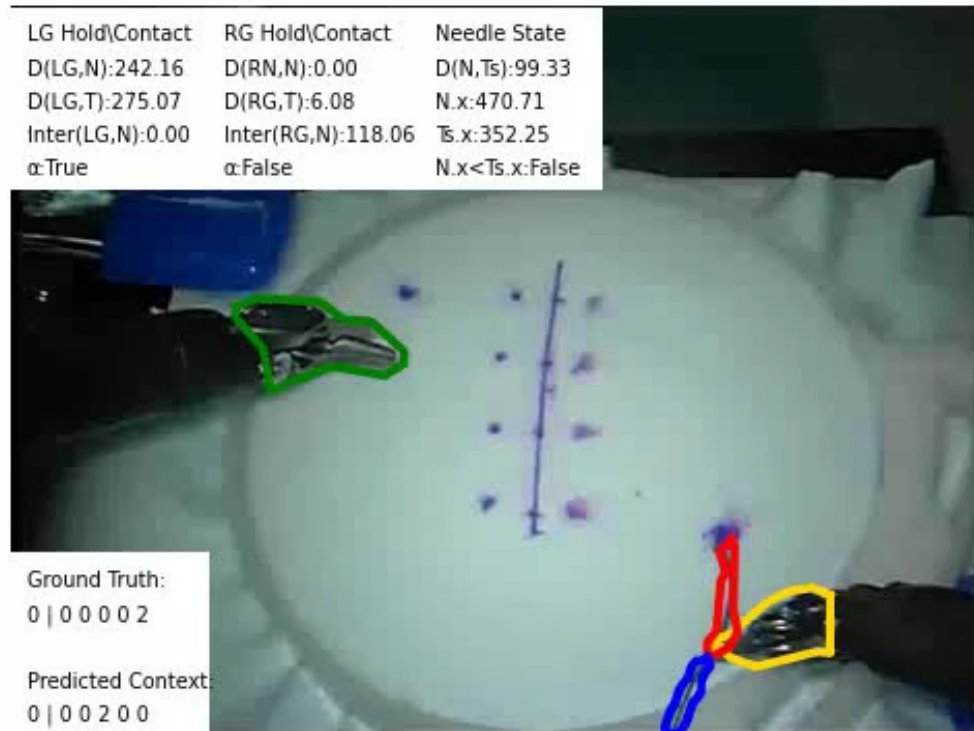 LG Hold\Contact RG Hold\Contact Needle State
D(LG,N):242.16 D(RN,N):0.00 D(N,Ts):99.33
D(LG,T):275.07 D(RG,T):6.08 N.x:470.71
Inter(LG,N):0.00 Inter(RG,N):118.06 Ts.x:352.25
α:True α:False N.x<Ts.x:False
Ground Truth:
0 | 0 0 0 0 2
Predicted Context:
0 | 0 0 2 0 0